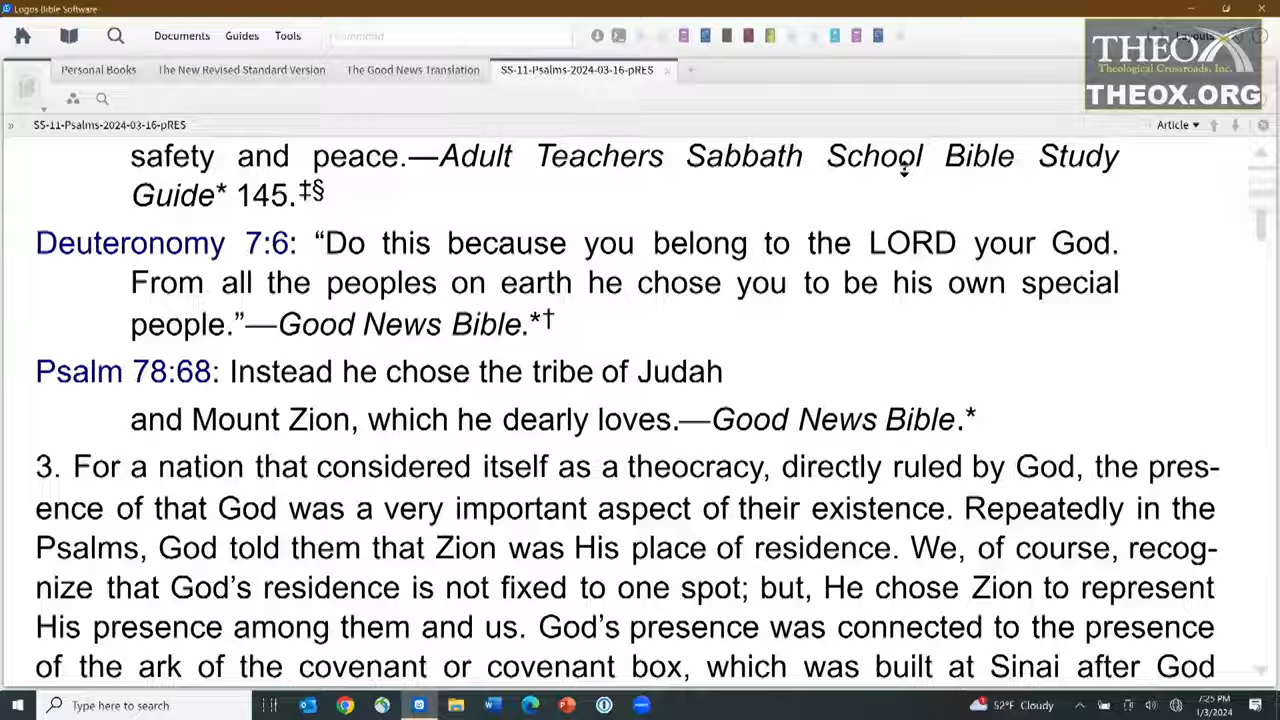 Logos Bible Software
Documents Guides Tools Command Layouts
THEOX
Theological Crossroads, Inc.
THEOX.ORG
Personal Books The New Revised Standard Version The Good News Translation SS-11-Psalms-2024-03-16-pRES
SS-11-Psalms-2024-03-16-pRES Article
safety and peace.—Adult Teachers Sabbath School Bible Study
Guide* 145.‡§
Deuteronomy 7:6: “Do this because you belong to the LORD your God.
From all the peoples on earth he chose you to be his own special
people.”—Good News Bible.*†
Psalm 78:68: Instead he chose the tribe of Judah
and Mount Zion, which he dearly loves.—Good News Bible.*
3. For a nation that considered itself as a theocracy, directly ruled by God, the pres-
ence of that God was a very important aspect of their existence. Repeatedly in the
Psalms, God told them that Zion was His place of residence. We, of course, recog-
nize that God’s residence is not fixed to one spot; but, He chose Zion to represent
His presence among them and us. God’s presence was connected to the presence
of the ark of the covenant or covenant box, which was built at Sinai after God
Type here to search
52°F Cloudy
7:25 PM
1/3/2024